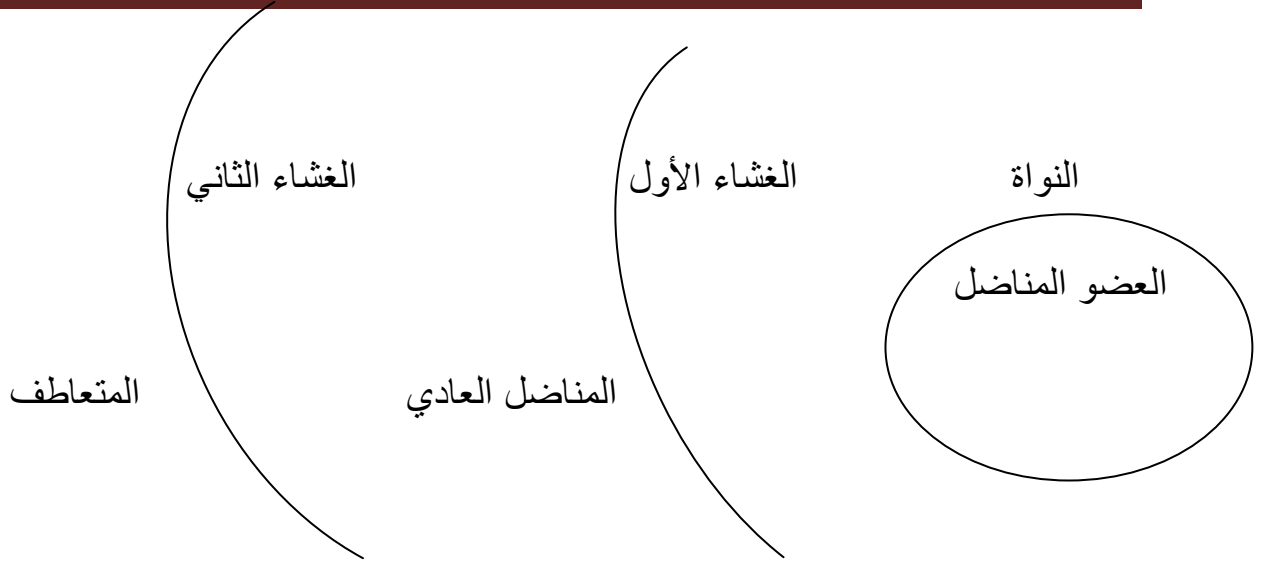 النواة
الغشاء الأول
الغشاء الثاني
العضو المناضل
المناضل العادي
المتعاطف